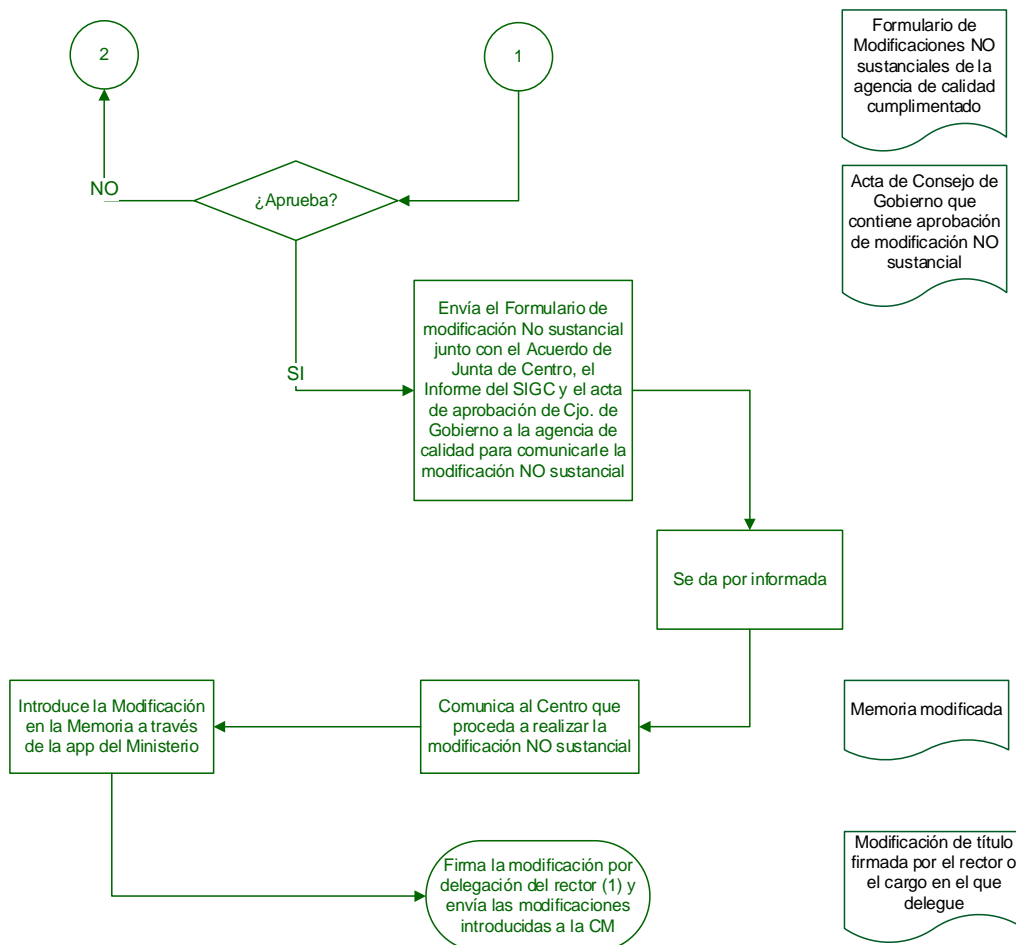 2
1
Formulario de
Modificaciones NO
sustanciales de la
agencia de calidad
cumplimentado
NO
¿Aprueba?
Acta de Consejo de
Gobierno que
contiene aprobación
de modificación NO
sustancial
SI
Envía el Formulario de
modificación No sustancial
junto con el Acuerdo de
Junta de Centro, el
Informe del SIGC y el acta
de aprobación de Cjo. de
Gobierno a la agencia de
calidad para comunicarle la
modificación NO sustancial
Se da por informada
Introduce la Modificación
en la Memoria a través
de la app del Ministerio
Comunica al Centro que
proceda a realizar la
modificación NO sustancial
Memoria modificada
Firma la modificación por
delegación del rector (1) y
envía las modificaciones
introducidas a la CM
Modificación de título
firmada por el rector o
el cargo en el que
delegue